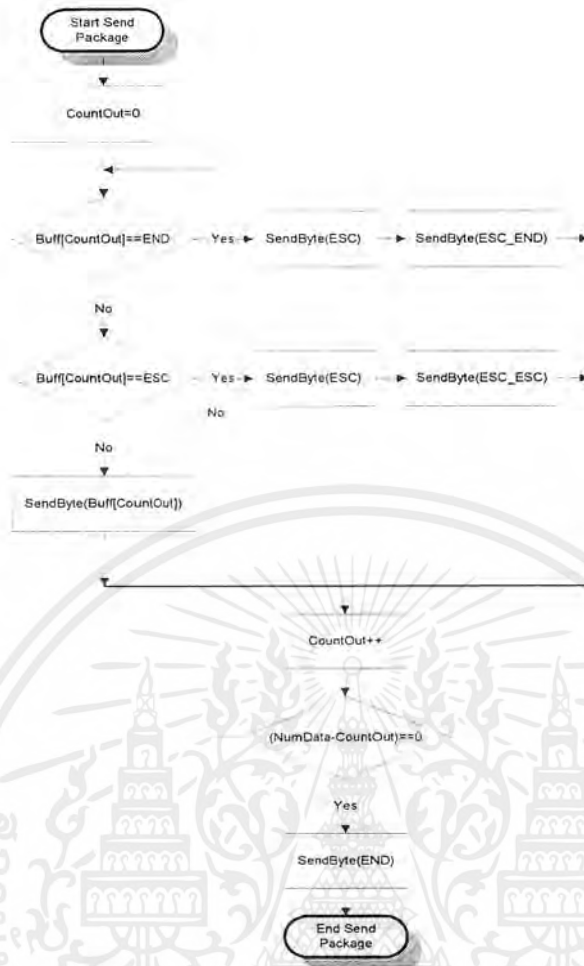 Start Send
Package
CountOut=0
Buff[CountOut]==END
Yes
SendByte(ESC)
SendByte(ESC_END)
No
Buff[CountOut]==ESC
Yes
SendByte(ESC)
SendByte(ESC_ESC)
No
No
SendByte(Buff[CountOut])
CountOut++
(NumData-CountOut)==0
Yes
SendByte(END)
End Send
Package